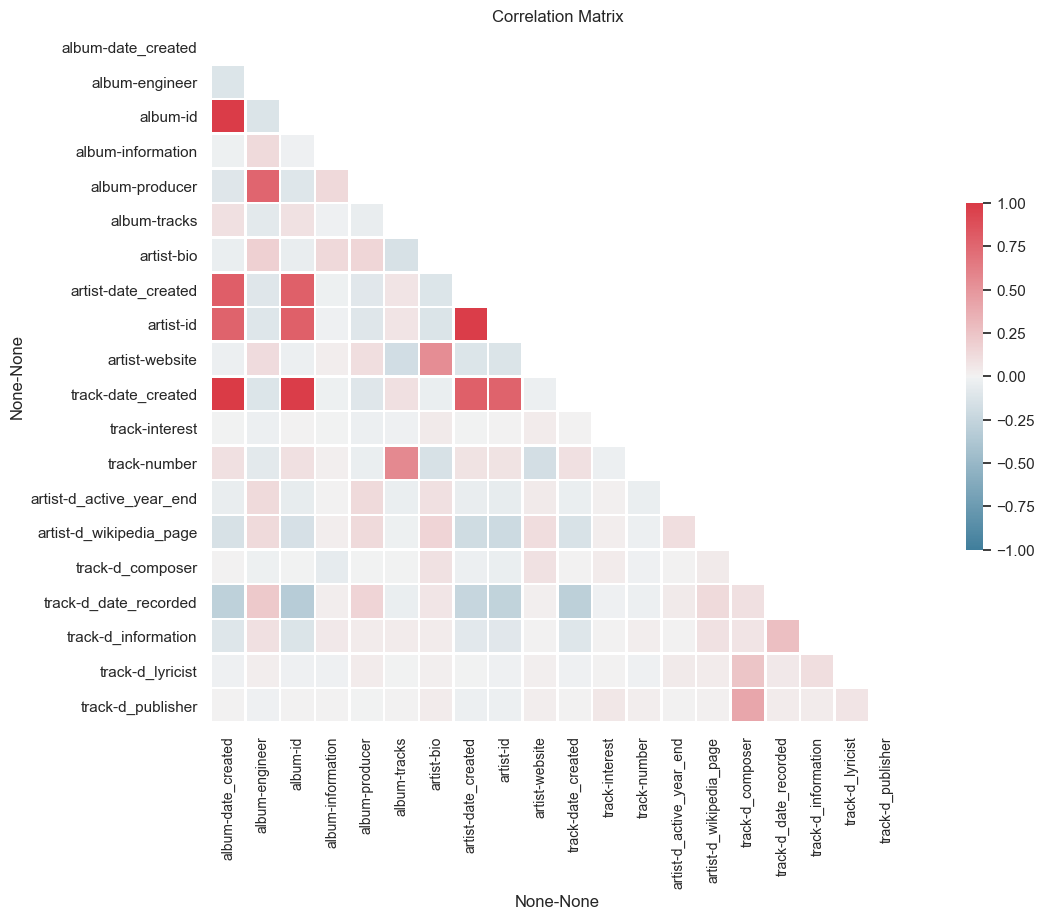 Correlation Matrix
album-date_created
album-engineer
album-id
album-information
album-producer
album-tracks
artist-bio
artist-date_created
artist-id
artist-website
track-date_created
track-interest
track-number
artist-d_active_year_end
artist-d_wikipedia_page
track-d_composer
track-d_date_recorded
track-d_information
track-d_lyricist
track-d_publisher
None-None
album-date_created
album-engineer
album-id
album-information
album-producer
album-tracks
artist-bio
artist-date_created
artist-id
artist-website
track-date_created
track-interest
track-number
artist-d_active_year_end
artist-d_wikipedia_page
track-d_composer
track-d_date_recorded
track-d_information
track-d_lyricist
track-d_publisher
None-None
1.00
0.75
0.50
0.25
0.00
−0.25
−0.50
−0.75
−1.00